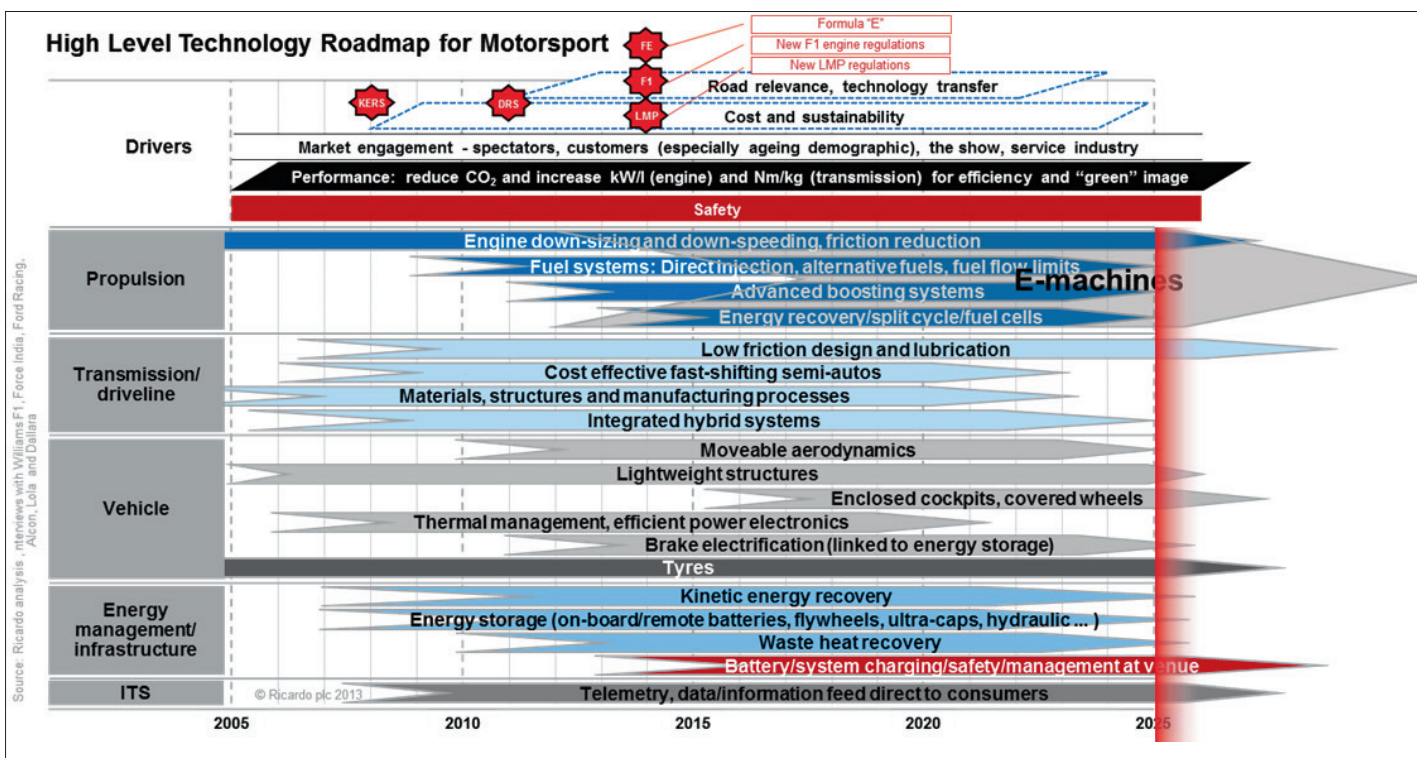 High Level Technology Roadmap for Motorsport
FE
Formula "E"
F1
New F1 engine regulations
New LMP regulations
KERS
DRS
LMP
Road relevance, technology transfer
Cost and sustainability
Drivers
Market engagement - spectators, customers (especially ageing demographic), the show, service industry
Performance: reduce CO₂ and increase kW/l (engine) and Nm/kg (transmission) for efficiency and “green” image
Safety
Propulsion
Engine down-sizing and down-speeding, friction reduction
Fuel systems: Direct injection, alternative fuels, fuel flow limits
E-machines
Advanced boosting systems
Energy recovery/split cycle/fuel cells
Transmission/
driveline
Low friction design and lubrication
Cost effective fast-shifting semi-autos
Materials, structures and manufacturing processes
Integrated hybrid systems
Vehicle
Moveable aerodynamics
Lightweight structures
Enclosed cockpits, covered wheels
Thermal management, efficient power electronics
Brake electrification (linked to energy storage)
Tyres
Energy
management/
infrastructure
Kinetic energy recovery
Energy storage (on-board/remote batteries, flywheels, ultra-caps, hydraulic ... )
Waste heat recovery
Battery/system charging/safety/management at venue
ITS
© Ricardo plc 2013
Telemetry, data/information feed direct to consumers
2005
2010
2015
2020
2025
Source: Ricardo analysis , nterviews with Williams F1, Force India, Ford Racing,
Alcon, Lola and Dallara